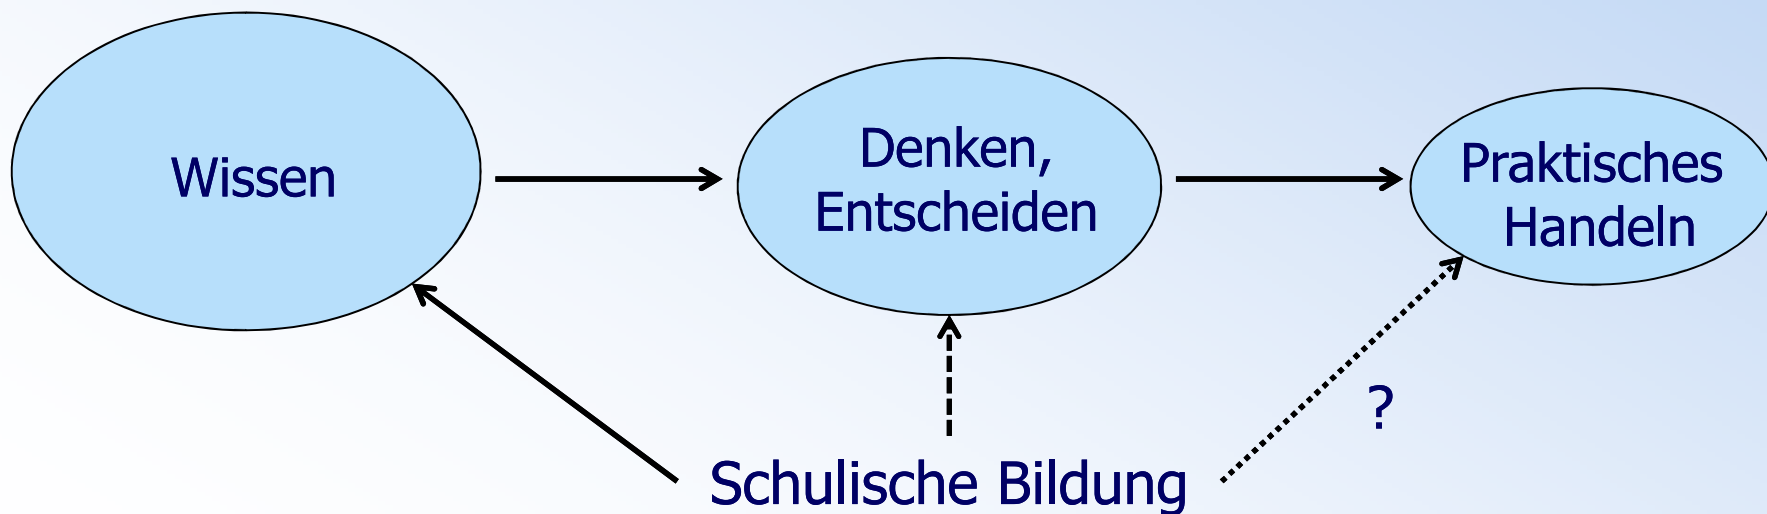 Wissen
Denken,
Entscheiden
Praktisches
Handeln
?
Schulische Bildung